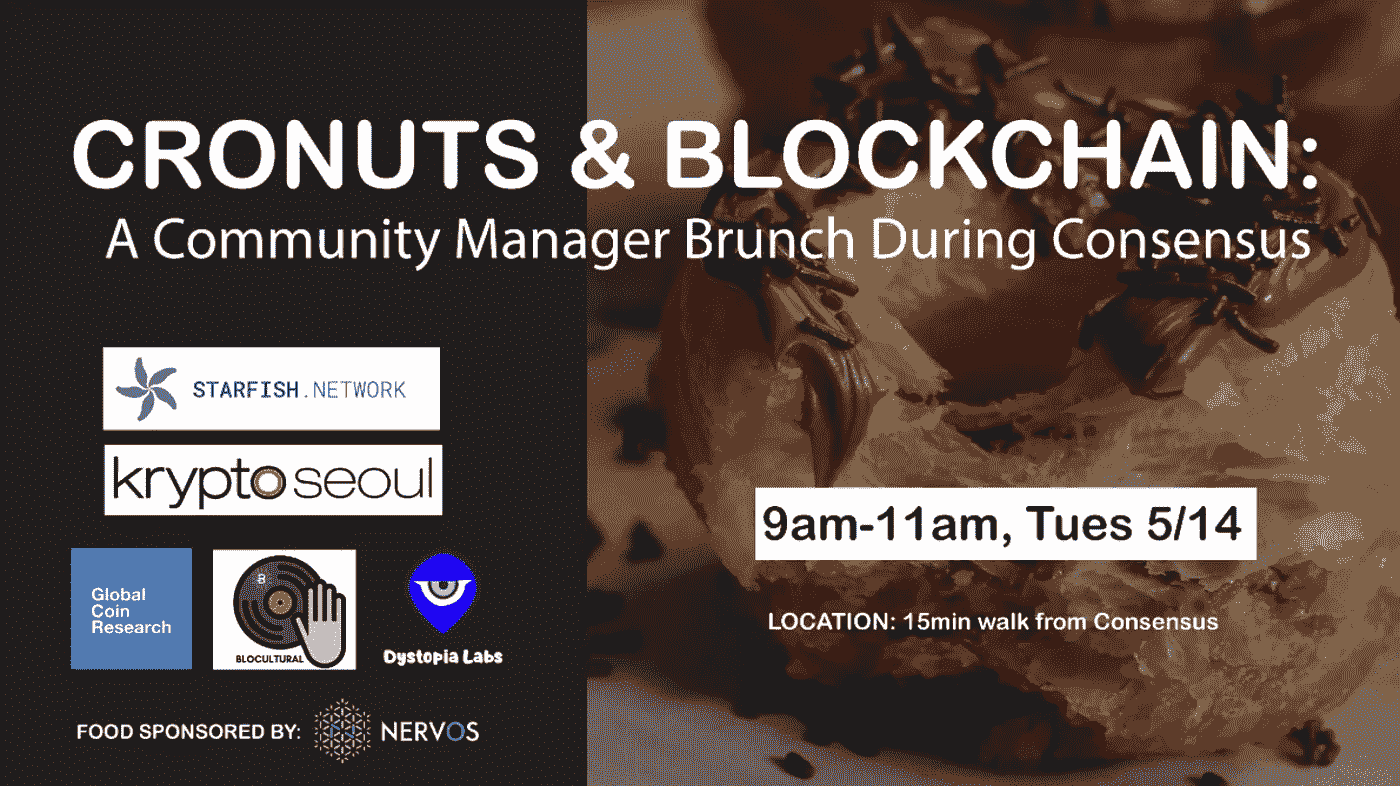 CRONUTS & BLOCKCHAIN:
A Community Manager Brunch During Consensus
STARFISH.NETWORK
kryptoseoul
Global
Coin
Research
B
BLOCULTURAL
Dystopia Labs
9am-11am, Tues 5/14
LOCATION: 15min walk from Consensus
FOOD SPONSORED BY: NERVOS